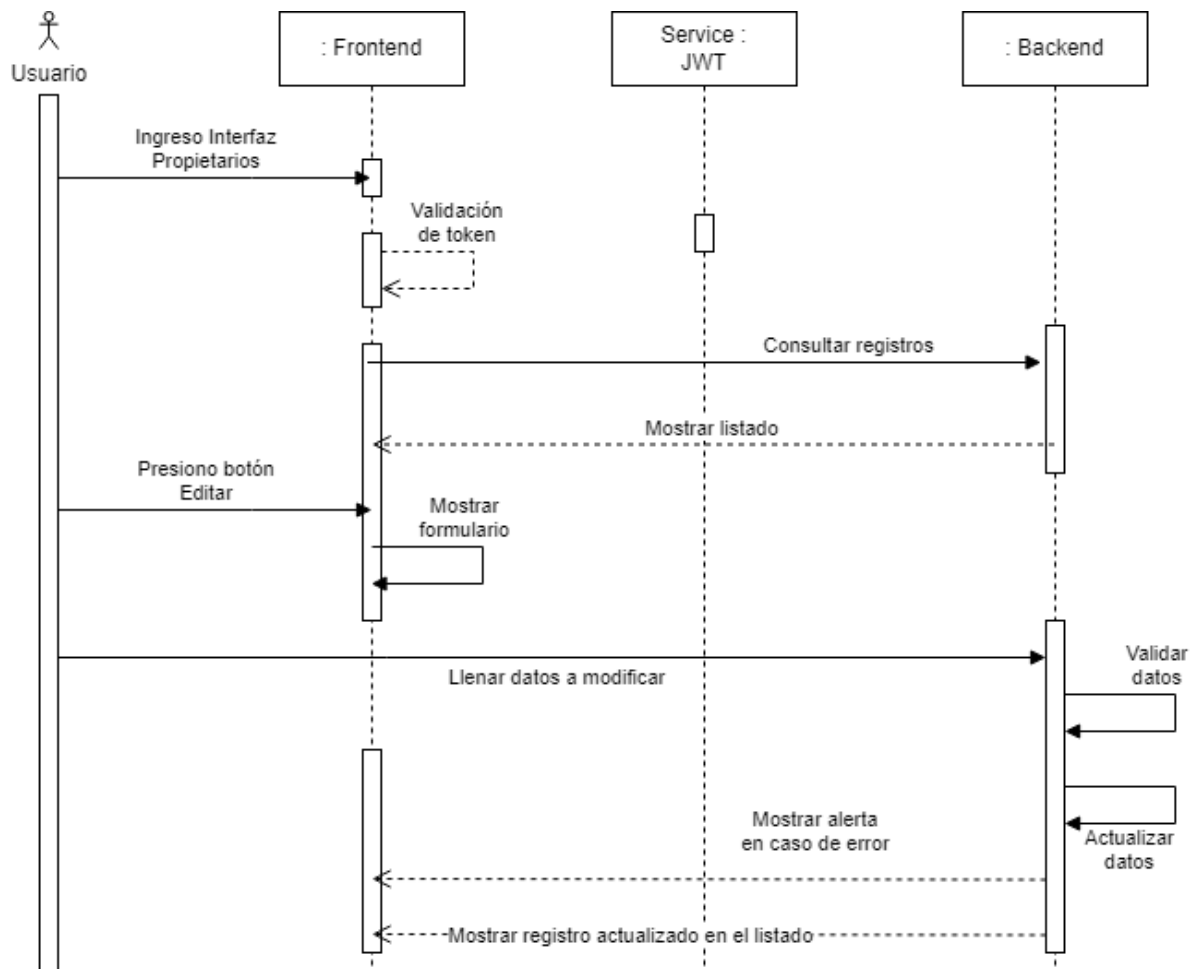 Usuario
: Frontend
Service :
JWT
: Backend
Ingreso Interfaz
Propietarios
Validación
de token
Consultar registros
Mostrar listado
Presiono botón
Editar
Mostrar
formulario
Llenar datos a modificar
Validar
datos
Mostrar alerta
en caso de error
Actualizar
datos
Mostrar registro actualizado en el listado